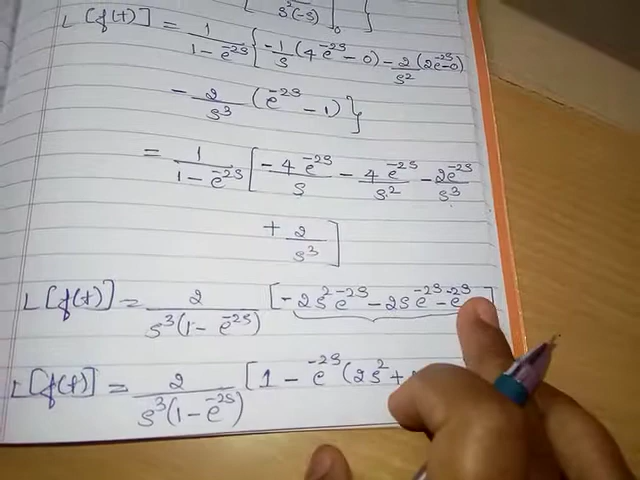 s²(-s)
L[f(t)] = 1/(1-e^-2s) { -1/s (4e^-2s - 0) - 2/s² (2e^-2s - 0)
- 2/s³ (e^-2s - 1) }
= 1/(1-e^-2s) [ -4e^-2s/s - 4e^-2s/s² - 2e^-2s/s³
+ 2/s³ ]
L[f(t)] = 2/(s³(1-e^-2s)) [-2s²e^-2s - 2se^-2s - e^-2s ]
L[f(t)] = 2/(s³(1-e^-2s)) [1 - e^-2s (2s² +